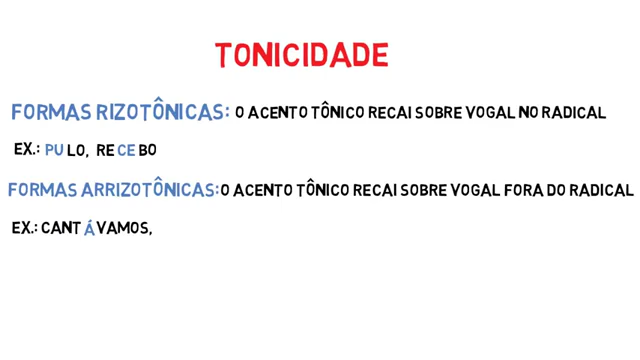 TONICIDADE
FORMAS RIZOTÔNICAS: O ACENTO TÔNICO RECAI SOBRE VOGAL NO RADICAL
EX.: PU LO, RE CE BO
FORMAS ARRIZOTÔNICAS:O ACENTO TÔNICO RECAI SOBRE VOGAL FORA DO RADICAL
EX.: CANT Á VAMOS,